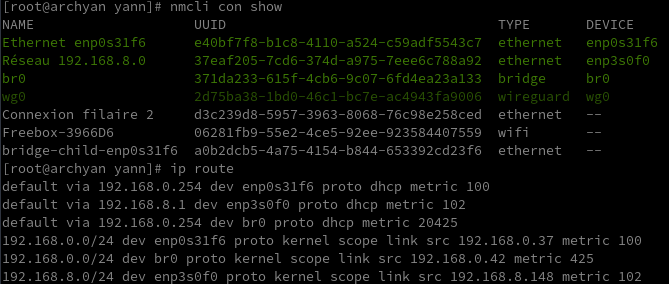 [root@archyan yann]# nmcli con show
NAME UUID TYPE DEVICE
Ethernet enp0s31f6 e40bf7f8-b1c8-4110-a524-c59adf5543c7 ethernet enp0s31f6
Réseau 192.168.8.0 37eaf205-7cd6-374d-a975-7eee6c788a92 ethernet enp3s0f0
br0 371da233-615f-4cb6-9c07-6fd4ea23a133 bridge br0
wg0 2d75ba38-1bd0-46c1-bc7e-ac4943fa9006 wireguard wg0
Connexion filaire 2 d3c239d8-5957-3963-8068-76c98e258ced ethernet --
Freebox-3966D6 06281fb9-55e2-4ce5-92ee-923584407559 wifi --
bridge-child-enp0s31f6 a0b2dcb5-4a75-4154-b844-653392cd23f6 ethernet --
[root@archyan yann]# ip route
default via 192.168.0.254 dev enp0s31f6 proto dhcp metric 100
default via 192.168.8.1 dev enp3s0f0 proto dhcp metric 102
default via 192.168.0.254 dev br0 proto dhcp metric 20425
192.168.0.0/24 dev enp0s31f6 proto kernel scope link src 192.168.0.37 metric 100
192.168.0.0/24 dev br0 proto kernel scope link src 192.168.0.42 metric 425
192.168.8.0/24 dev enp3s0f0 proto kernel scope link src 192.168.8.148 metric 102